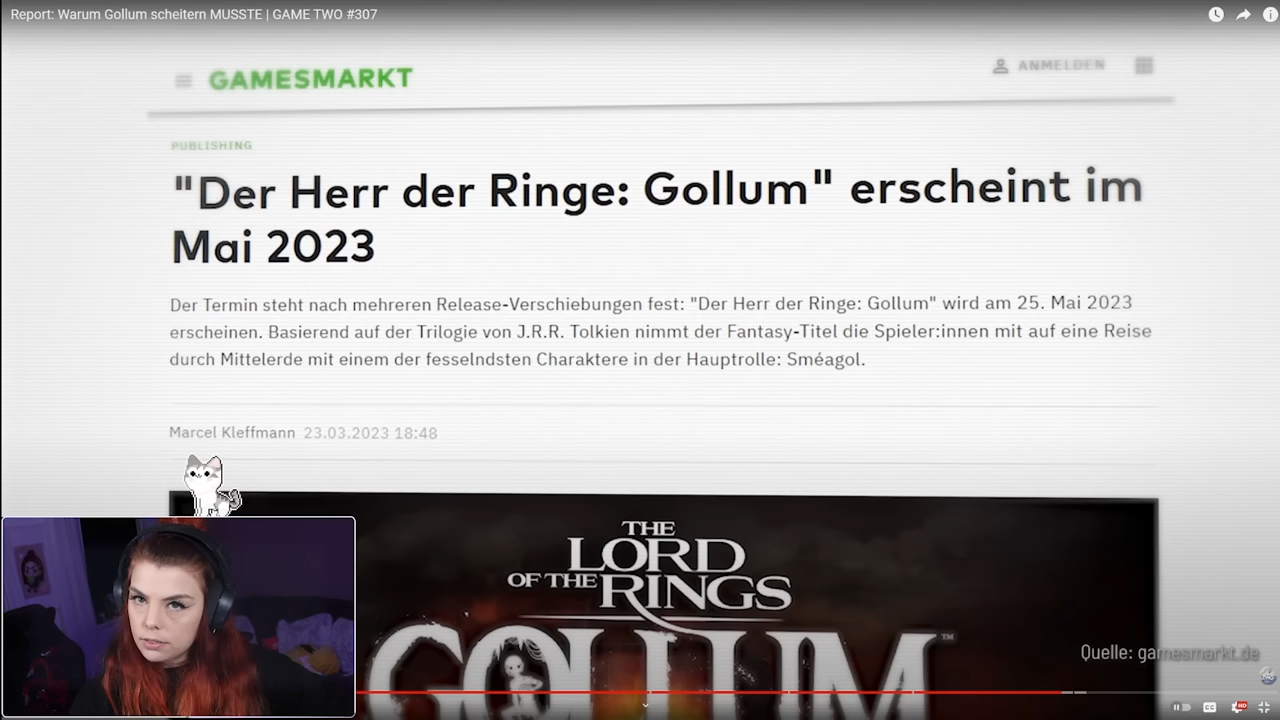 Report: Warum Gollum scheitern MUSSTE | GAME TWO #307
GAMESMARKT
ANMELDEN
PUBLISHING
"Der Herr der Ringe: Gollum" erscheint im
Mai 2023
Der Termin steht nach mehreren Release-Verschiebungen fest: "Der Herr der Ringe: Gollum" wird am 25. Mai 2023
erscheinen. Basierend auf der Trilogie von J.R.R. Tolkien nimmt der Fantasy-Titel die Spieler:innen mit auf eine Reise
durch Mittelerde mit einem der fesselndsten Charaktere in der Hauptrolle: Sméagol.
Marcel Kleffmann 23.03.2023 18:48
THE
LORD
OF THE RINGS
GOLLUM™
Quelle: gamesmarkt.de
CC
HD